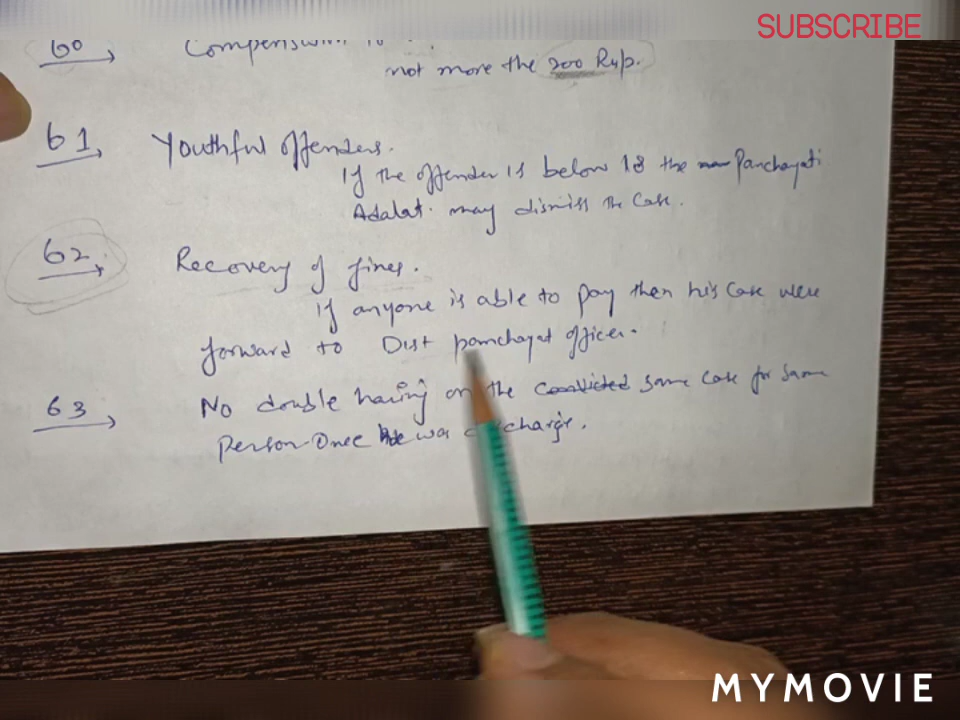 SUBSCRIBE
60
not more the 200 Rup.
61 Youthful offenders.
If the offender is below 18 the Panchayati
Adalat. may dismiss the case.
62 Recovery of fines.
If anyone is able to pay then his case were
forward to Dist panchayat officer.
63 No double having on the convicted same case for same
person once he was charge.
MYMOVIE